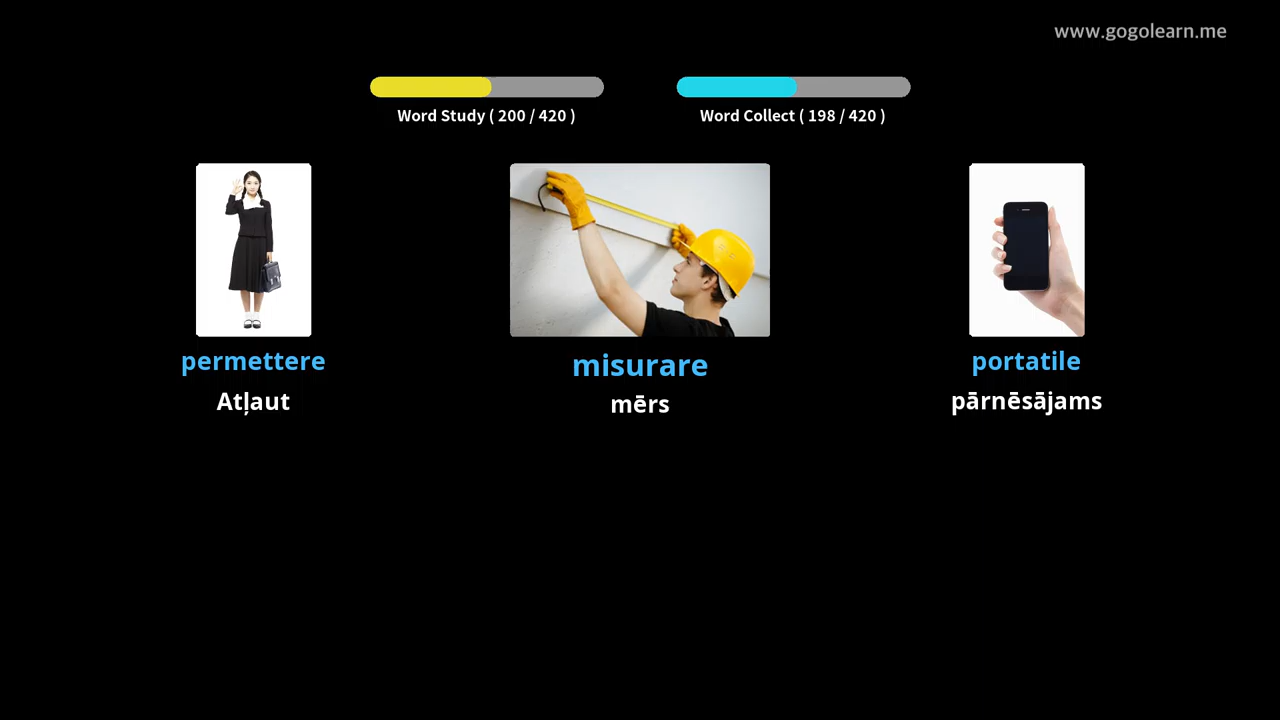 www.gogolearn.me
Word Study ( 200 / 420 )
Word Collect ( 198 / 420 )
permettere
Atļaut
misurare
mērs
portatile
pārnēsājams